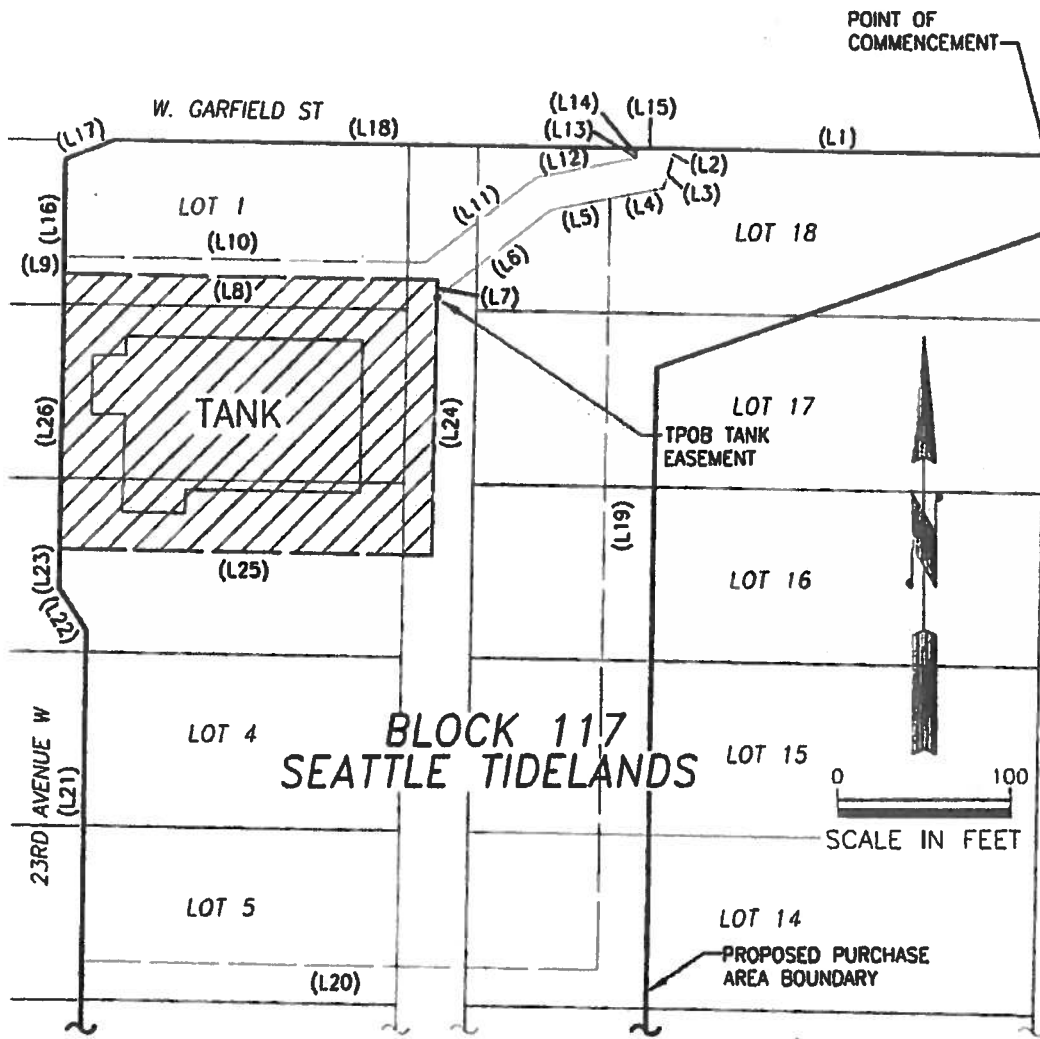 POINT OF
COMMENCEMENT
W. GARFIELD ST
(L14)
(L15)
(L17)
(L18)
(L13)
(L1)
(L12)
(L2)
(L3)
(L16)
LOT 1
(L11)
(L5)
(L4)
LOT 18
(L10)
(L6)
(L9)
(L8)
(L7)
TANK
LOT 17
(L26)
(L24)
TPOB TANK
EASEMENT
(L19)
(L23)
(L25)
LOT 16
(L22)
LOT 4
BLOCK 117
SEATTLE TIDELANDS
LOT 15
0 100
SCALE IN FEET
23RD AVENUE W
(L21)
LOT 5
LOT 14
PROPOSED PURCHASE
AREA BOUNDARY
(L20)